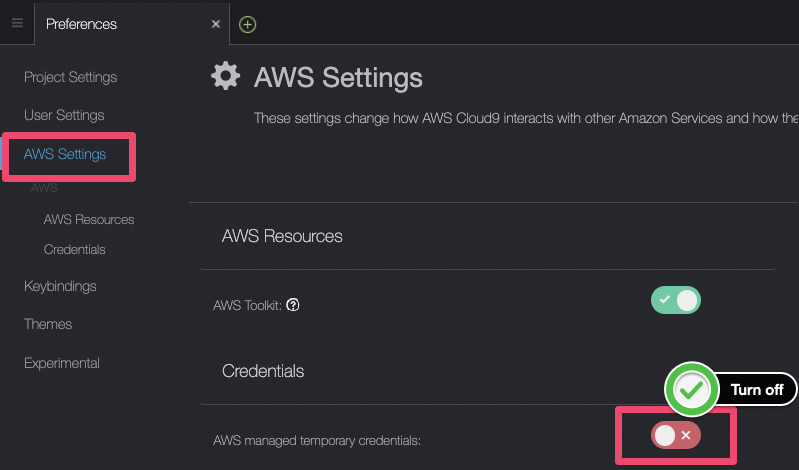 Preferences
Project Settings
User Settings
AWS Settings
AWS
AWS Resources
Credentials
Keybindings
Themes
Experimental
AWS Settings
These settings change how AWS Cloud9 interacts with other Amazon Services and how the
AWS Resources
AWS Toolkit:
Credentials
Turn off
AWS managed temporary credentials: